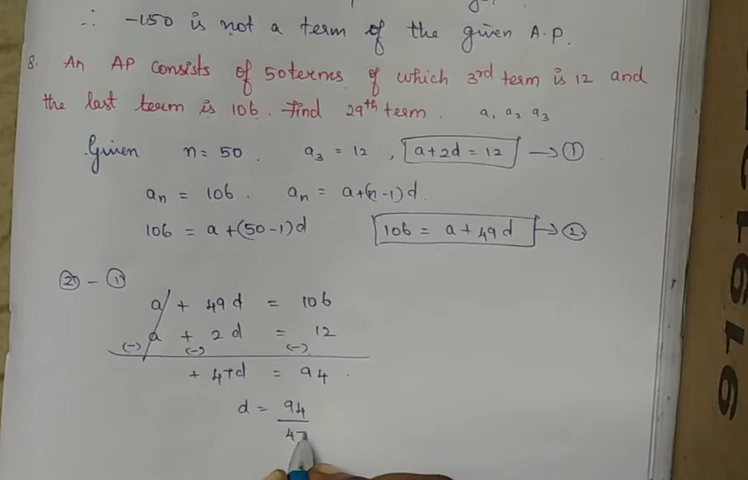 ∴ -150 is not a term of the given A.P.
8. An AP consists of 50 terms of which 3rd term is 12 and
the last term is 106. Find 29th term. a₁ a₂ a₃
Given n = 50. a₃ = 12, a+2d = 12 → ①
aₙ = 106. aₙ = a+(n-1)d.
106 = a+(50-1)d 106 = a+49d → ②
② - ①
a + 49d = 106
a + 2d = 12
(-) (-) (-)
+ 47d = 94.
d = 94
47
19191